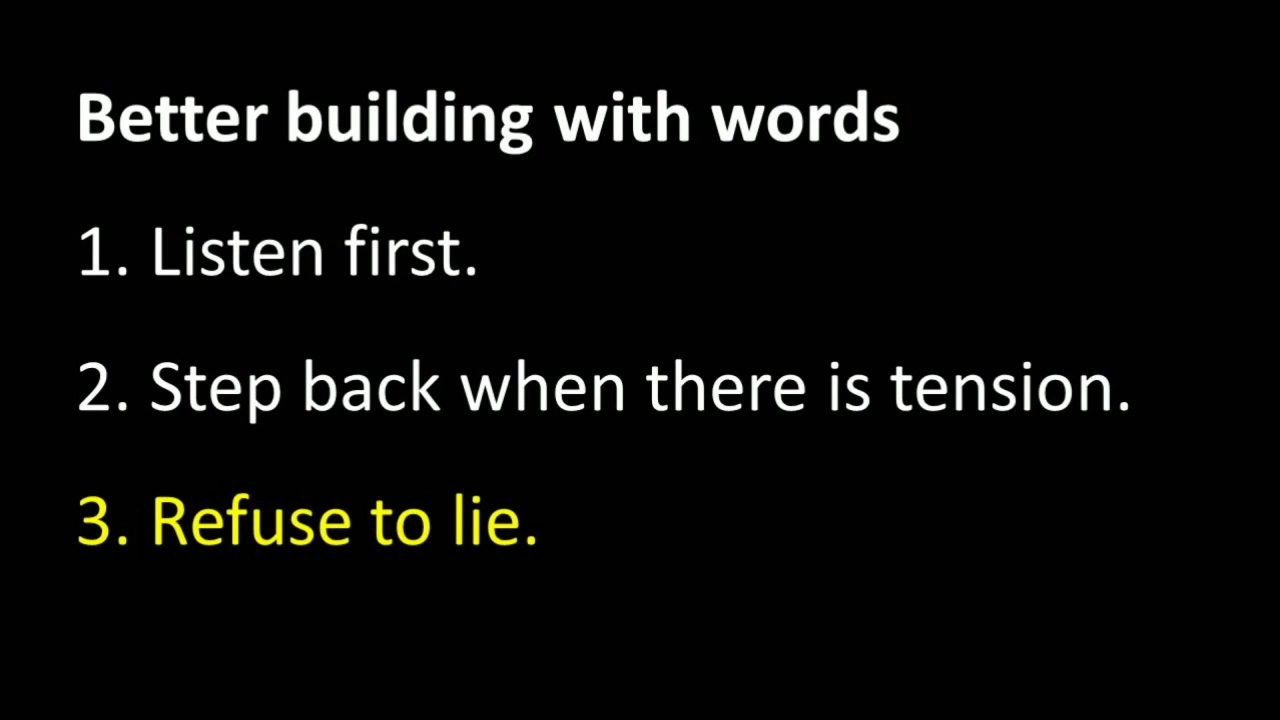 Better building with words
1. Listen first.
2. Step back when there is tension.
3. Refuse to lie.